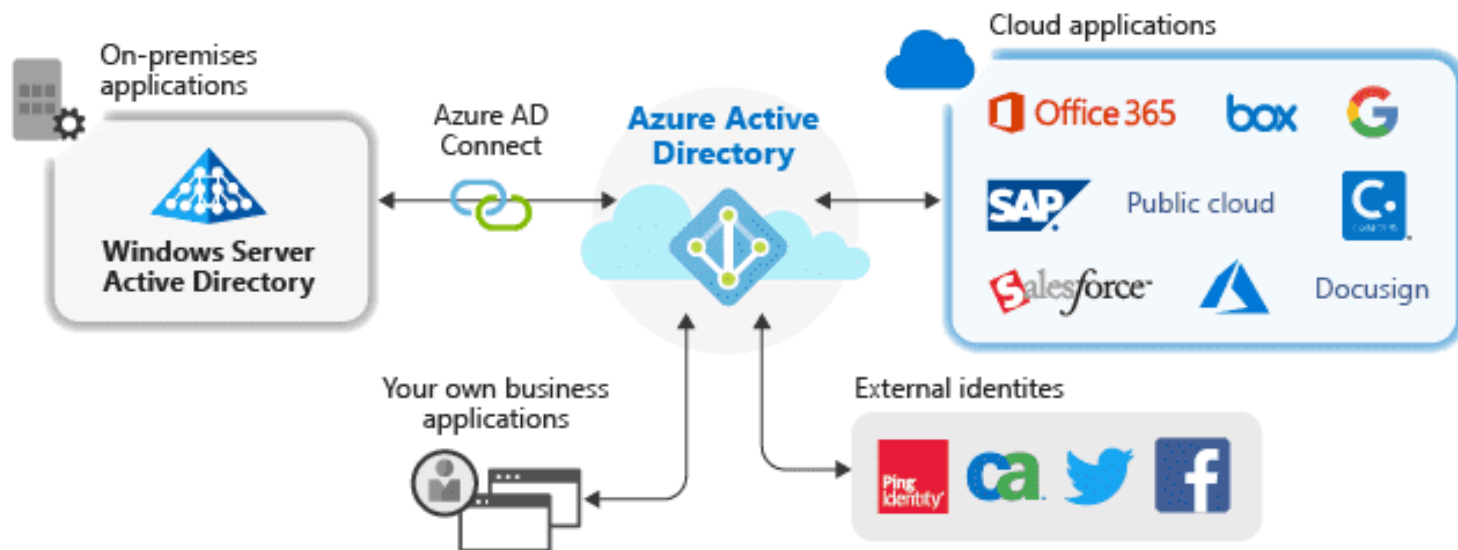 On-premises
applications
Windows Server
Active Directory
Azure AD
Connect
Azure Active
Directory
Cloud applications
Office 365
box
G
SAP
Public cloud
C.
salesforce
Docusign
Your own business
applications
External identites
Ping
Identity
ca
f